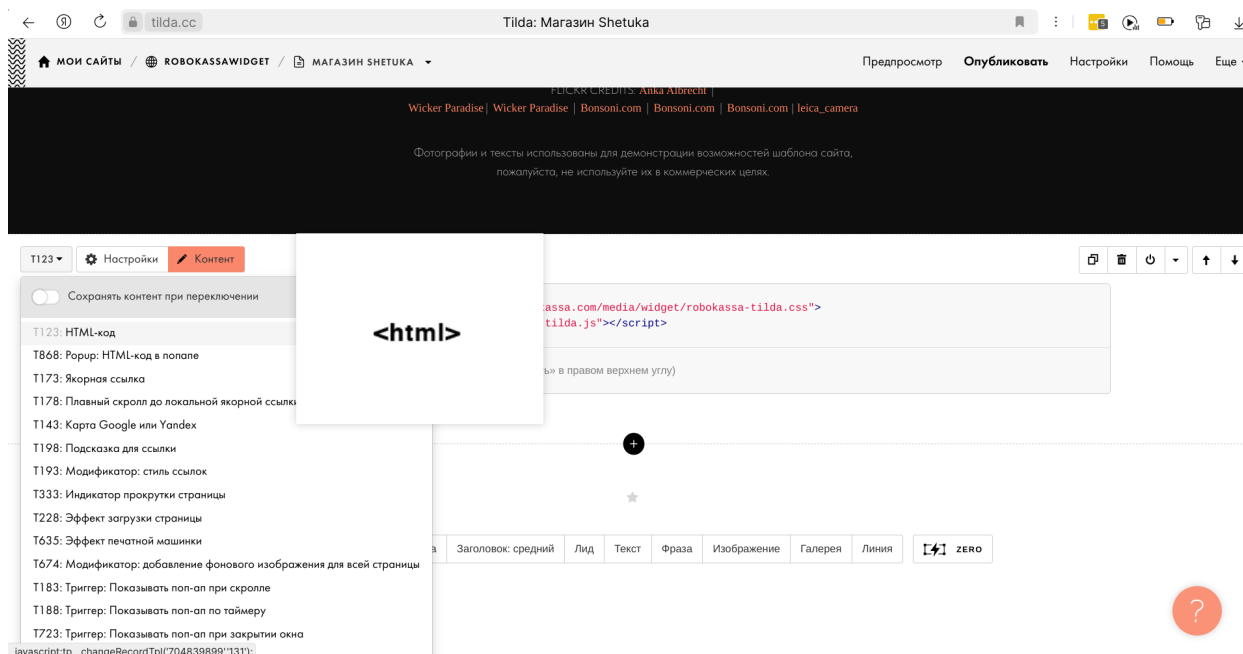 tilda.cc
Tilda: Магазин Shetuka
5
МОИ САЙТЫ / ROBOKASSAWIDGET / МАГАЗИН SHETUKA
Предпросмотр Опубликовать Настройки Помощь Еще
FLICKR CREDITS: Anka Albrecht |
Wicker Paradise | Wicker Paradise | Bonsoni.com | Bonsoni.com | Bonsoni.com | leica_camera
Фотографии и тексты использованы для демонстрации возможностей шаблона сайта,
пожалуйста, не используйте их в коммерческих целях.
T123 Настройки Контент
Сохранять контент при переключении
assa.com/media/widget/robokassa-tilda.css">
tilda.js"></script>
<html>
ь» в правом верхнем углу)
T123: HTML-код
T868: Popup: HTML-код в попапе
T173: Якорная ссылка
T178: Плавный скролл до локальной якорной ссылки
T143: Карта Google или Yandex
T198: Подсказка для ссылки
T193: Модификатор: стиль ссылок
T333: Индикатор прокрутки страницы
T228: Эффект загрузки страницы
T635: Эффект печатной машинки
T674: Модификатор: добавление фонового изображения для всей страницы
T183: Триггер: Показывать поп-ап при скролле
T188: Триггер: Показывать поп-ап по таймеру
T723: Триггер: Показывать поп-ап при закрытии окна
а Заголовок: средний Лид Текст Фраза Изображение Галерея Линия ZERO
?
javascript:tp__changeRecordTpl('704839899','131');